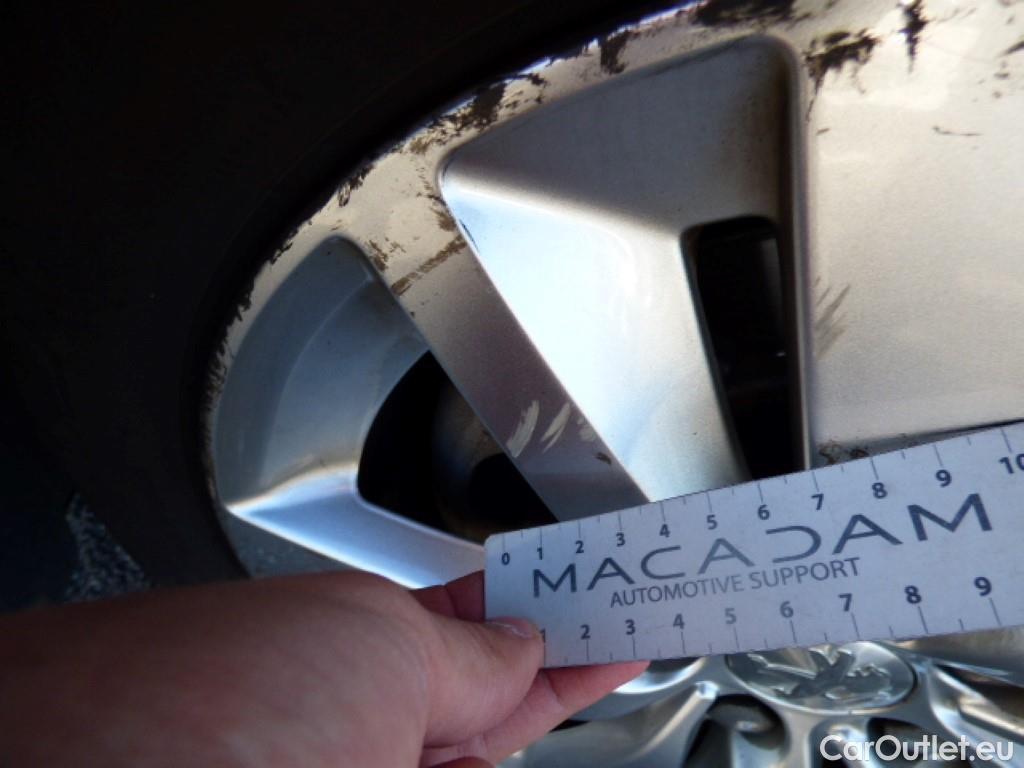 0 1 2 3 4 5 6 7 8 9 10
MACADAM
AUTOMOTIVE SUPPORT
1 2 3 4 5 6 7 8 9
CarOutlet.eu